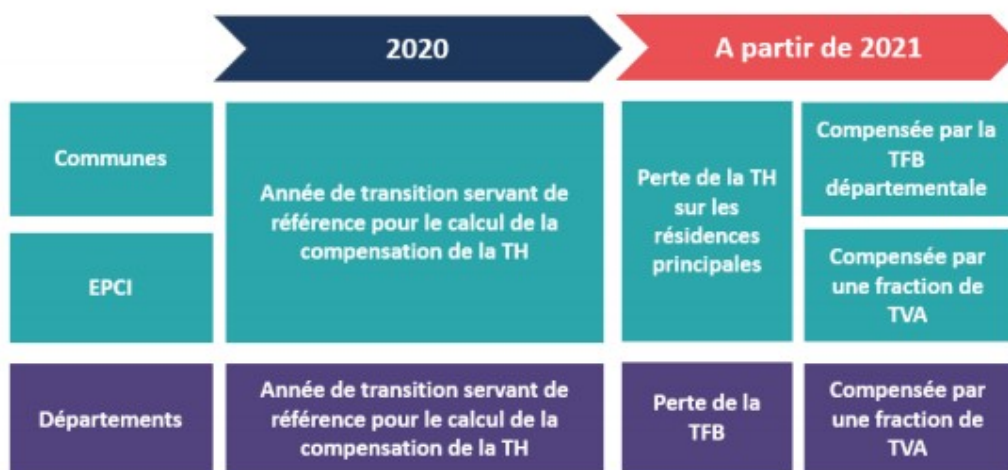 2020
A partir de 2021
Communes
Année de transition servant de
référence pour le calcul de la
compensation de la TH
Perte de la TH
sur les
résidences
principales
Compensée par la
TFB
départementale
EPCI
Compensée par
une fraction de
TVA
Départements
Année de transition servant de
référence pour le calcul de la
compensation de la TH
Perte de la
TFB
Compensée par
une fraction de
TVA